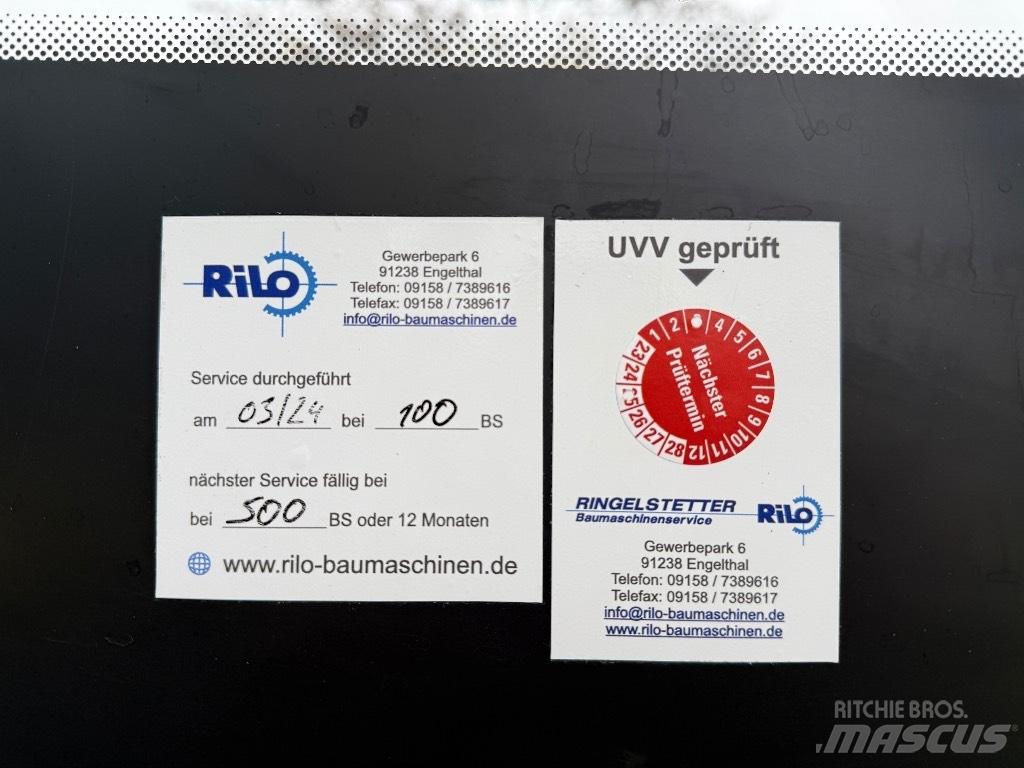 RiLO
Gewerbepark 6
91238 Engelthal
Telefon: 09158 / 7389616
Telefax: 09158 / 7389617
info@rilo-baumaschinen.de
Service durchgeführt
am 03/24 bei 100 BS
nächster Service fällig bei
bei 500 BS oder 12 Monaten
www.rilo-baumaschinen.de
UVV geprüft
1 2 4 5 6 7 8 9 10 11 12
23 24 25 26 27 28
Nächster
Prüftermin
RINGELSTETTER
Baumaschinenservice
RiLO
Gewerbepark 6
91238 Engelthal
Telefon: 09158 / 7389616
Telefax: 09158 / 7389617
info@rilo-baumaschinen.de
www.rilo-baumaschinen.de
RITCHIE BROS.
MASCUS